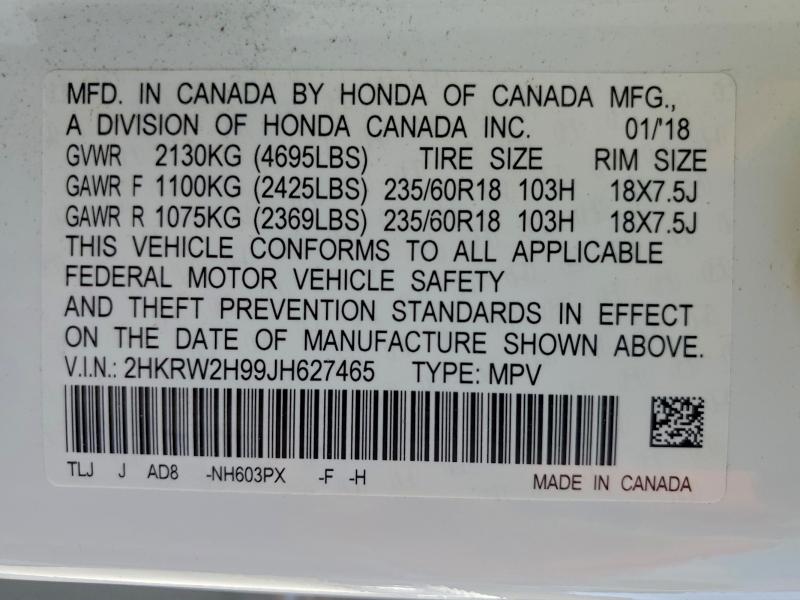 MFD. IN CANADA BY HONDA OF CANADA MFG.,
A DIVISION OF HONDA CANADA INC. 01/'18
GVWR 2130KG (4695LBS) TIRE SIZE RIM SIZE
GAWR F 1100KG (2425LBS) 235/60R18 103H 18X7.5J
GAWR R 1075KG (2369LBS) 235/60R18 103H 18X7.5J
THIS VEHICLE CONFORMS TO ALL APPLICABLE
FEDERAL MOTOR VEHICLE SAFETY
AND THEFT PREVENTION STANDARDS IN EFFECT
ON THE DATE OF MANUFACTURE SHOWN ABOVE.
V.I.N.: 2HKRW2H99JH627465 TYPE: MPV
TLJ J AD8 -NH603PX -F -H MADE IN CANADA